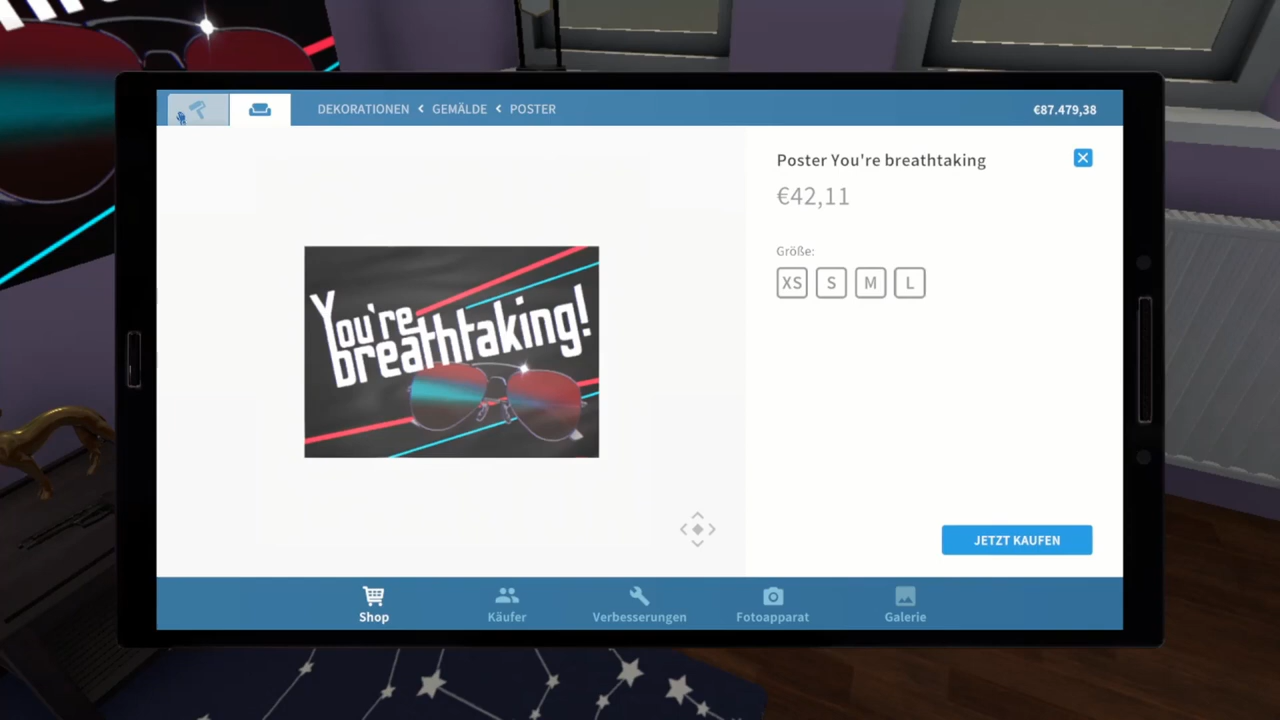 DEKORATIONEN < GEMÄLDE < POSTER
€87.479,38
Poster You're breathtaking
€42,11
Größe:
XS S M L
You're
breathtaking!
JETZT KAUFEN
Shop
Käufer
Verbesserungen
Fotoapparat
Galerie